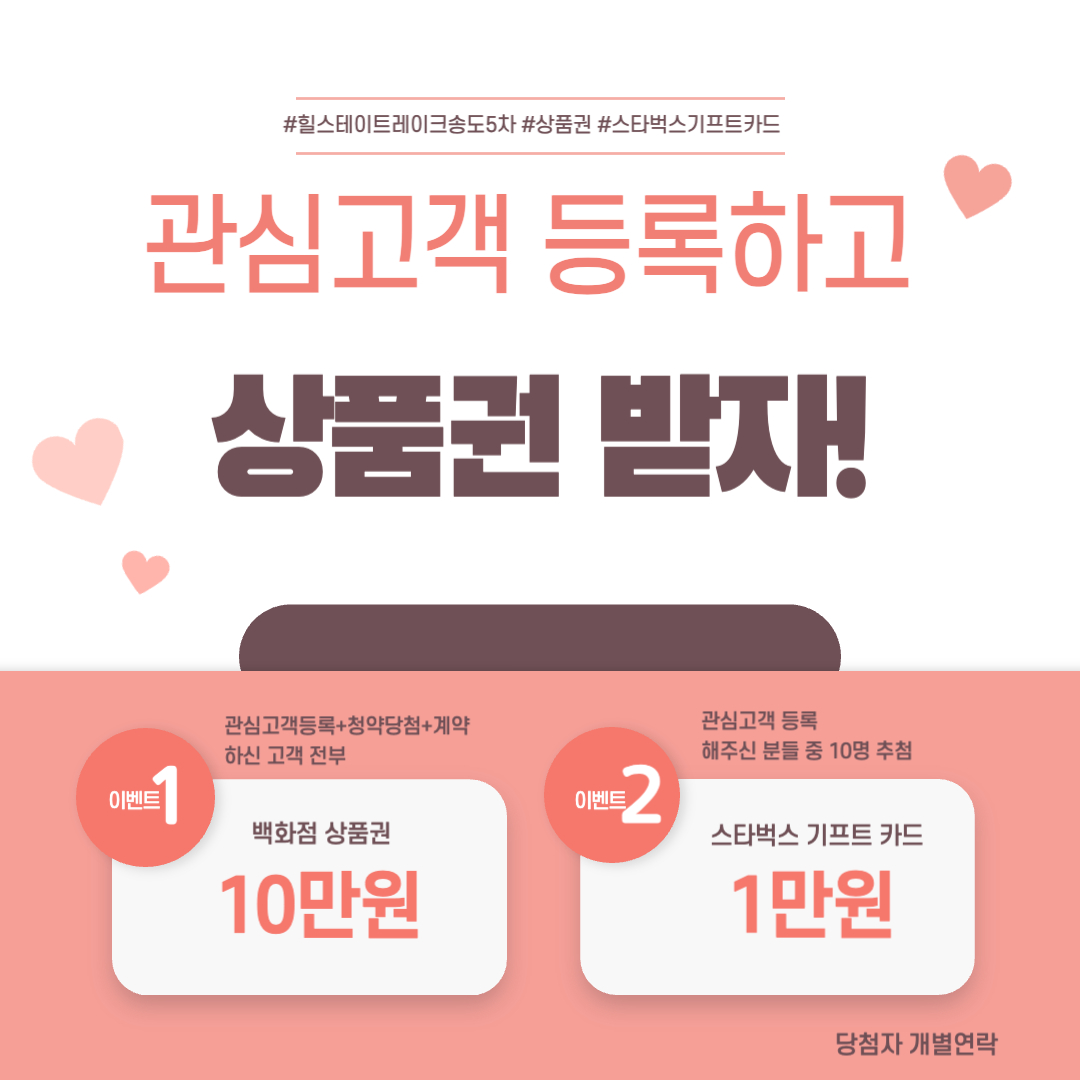 #힐스테이트레이크송도5차 #상품권 #스타벅스기프트카드
관심고객 등록하고
상품권 받자!
관심고객등록+청약당첨+계약
하신 고객 전부
이벤트1
백화점 상품권
10만원
관심고객 등록
해주신 분들 중 10명 추첨
이벤트2
스타벅스 기프트 카드
1만원
당첨자 개별연락